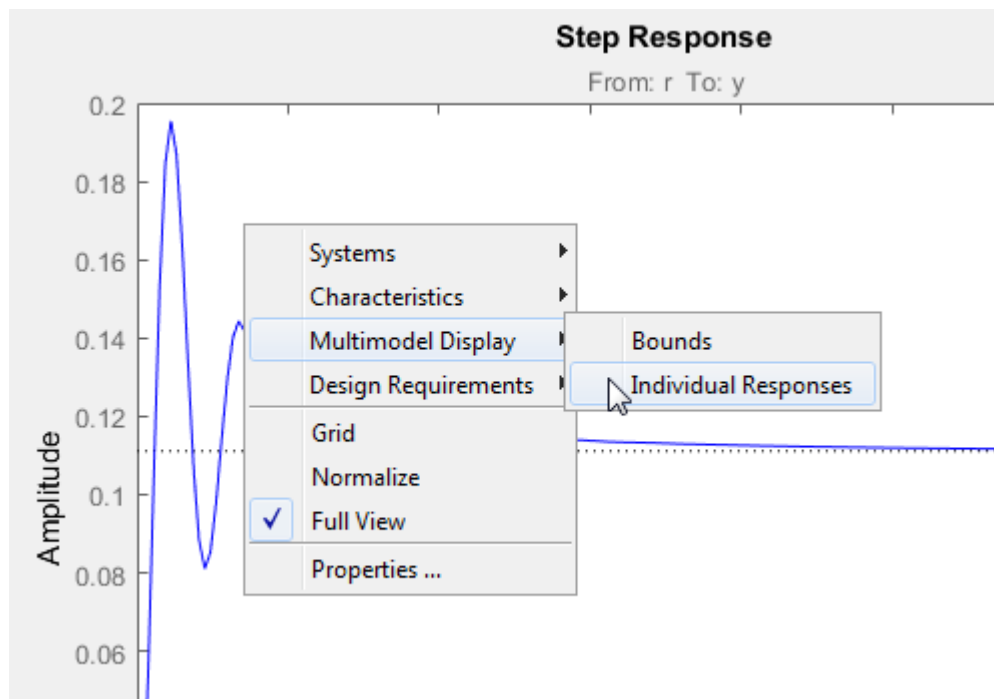 Step Response
From: r To: y
0.2
0.18
0.16
0.14
0.12
0.1
0.08
0.06
Amplitude
Systems
Characteristics
Multimodel Display
Design Requirements
Grid
Normalize
Full View
Properties ...
Bounds
Individual Responses